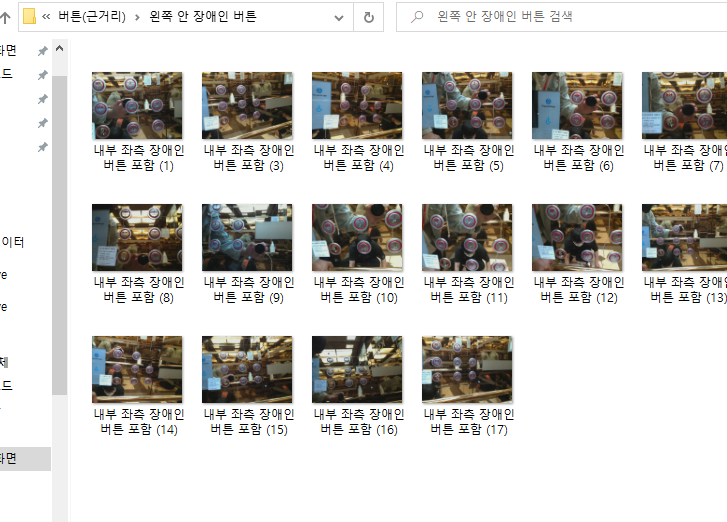 « 버튼(근거리) › 왼쪽 안 장애인 버튼
왼쪽 안 장애인 버튼 검색
화면
드
이터
ve
ve
체
드
화면
내부 좌측 장애인
버튼 포함 (1)
내부 좌측 장애인
버튼 포함 (3)
내부 좌측 장애인
버튼 포함 (4)
내부 좌측 장애인
버튼 포함 (5)
내부 좌측 장애인
버튼 포함 (6)
내부 좌측 장애인
버튼 포함 (7)
내부 좌측 장애인
버튼 포함 (8)
내부 좌측 장애인
버튼 포함 (9)
내부 좌측 장애인
버튼 포함 (10)
내부 좌측 장애인
버튼 포함 (11)
내부 좌측 장애인
버튼 포함 (12)
내부 좌측 장애인
버튼 포함 (13)
내부 좌측 장애인
버튼 포함 (14)
내부 좌측 장애인
버튼 포함 (15)
내부 좌측 장애인
버튼 포함 (16)
내부 좌측 장애인
버튼 포함 (17)